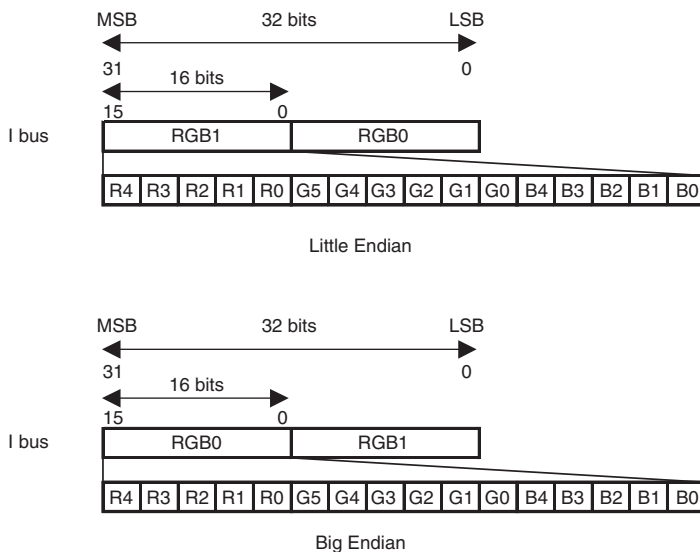 MSB 32 bits LSB
31 0
16 bits
15 0
I bus RGB1 RGB0
R4 R3 R2 R1 R0 G5 G4 G3 G2 G1 G0 B4 B3 B2 B1 B0
Little Endian
MSB 32 bits LSB
31 0
16 bits
15 0
I bus RGB0 RGB1
R4 R3 R2 R1 R0 G5 G4 G3 G2 G1 G0 B4 B3 B2 B1 B0
Big Endian